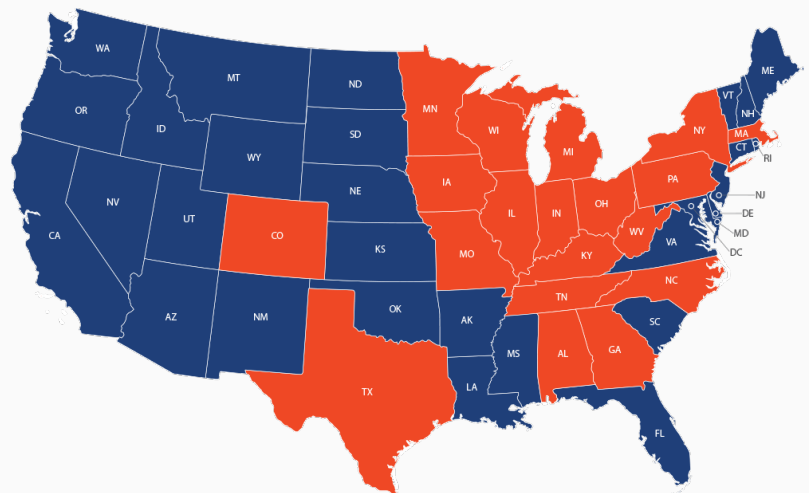 WA
MT
ND
MN
OR
ID
WY
SD
WI
MI
NY
VT
NH
ME
MA
CT
RI
NV
UT
CO
NE
IA
IL
IN
OH
PA
NJ
DE
MD
DC
CA
KS
MO
KY
WV
VA
AZ
NM
OK
AK
TN
NC
TX
LA
MS
AL
GA
SC
FL